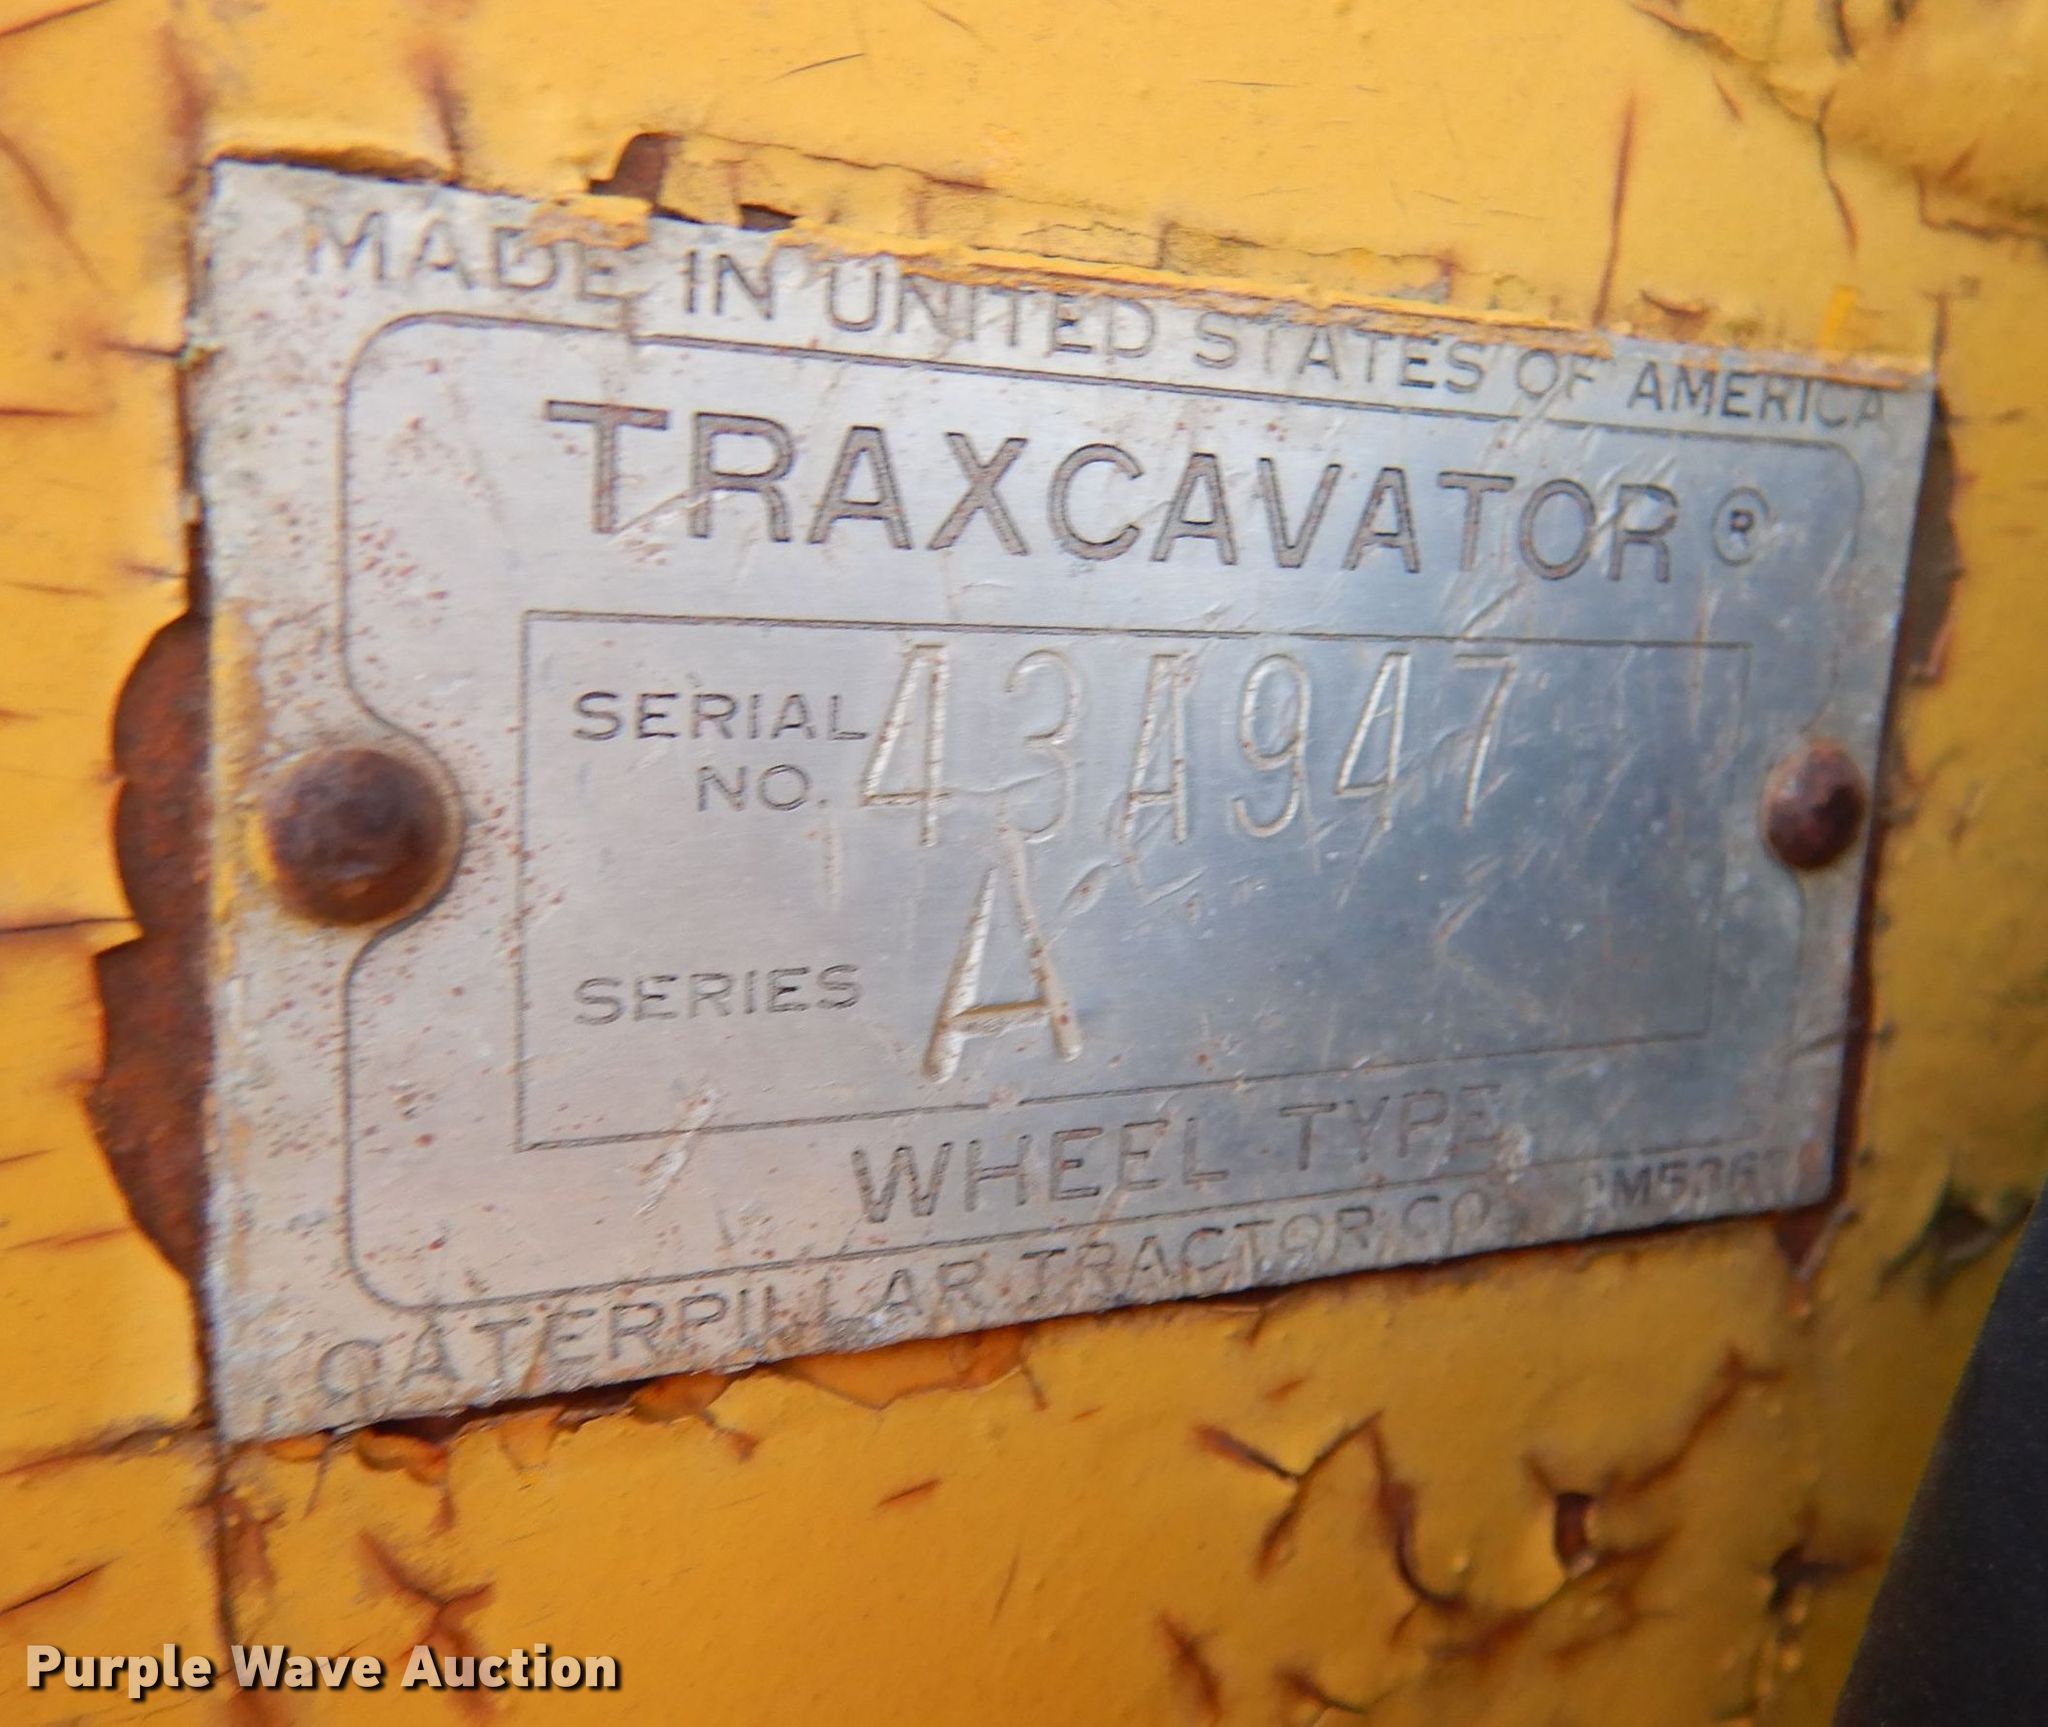 MADE IN UNITED STATES OF AMERICA
TRAXCAVATOR ®
SERIAL NO. 43A947
SERIES A
WHEEL TYPE
CATERPILLAR TRACTOR CO.
Purple Wave Auction